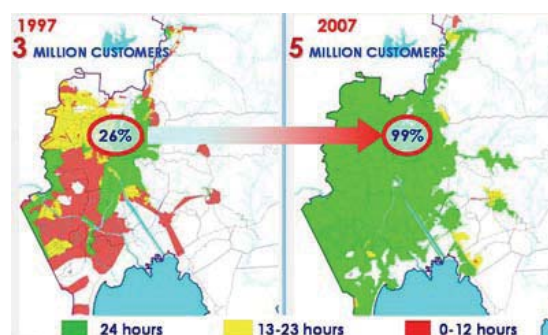 1997
3 MILLION CUSTOMERS
26%
2007
5 MILLION CUSTOMERS
99%
24 hours
13-23 hours
0-12 hours